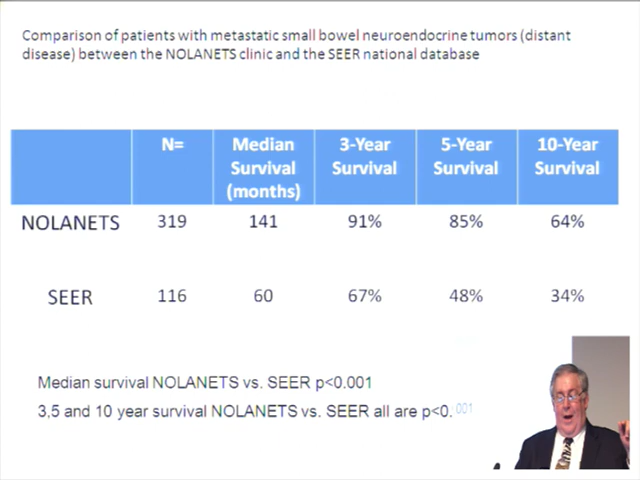 Comparison of patients with metastatic small bowel neuroendocrine tumors (distant
disease) between the NOLANETS clinic and the SEER national database
N= Median Survival (months) 3-Year Survival 5-Year Survival 10-Year Survival
NOLANETS 319 141 91% 85% 64%
SEER 116 60 67% 48% 34%
Median survival NOLANETS vs. SEER p<0.001
3,5 and 10 year survival NOLANETS vs. SEER all are p<0. 001